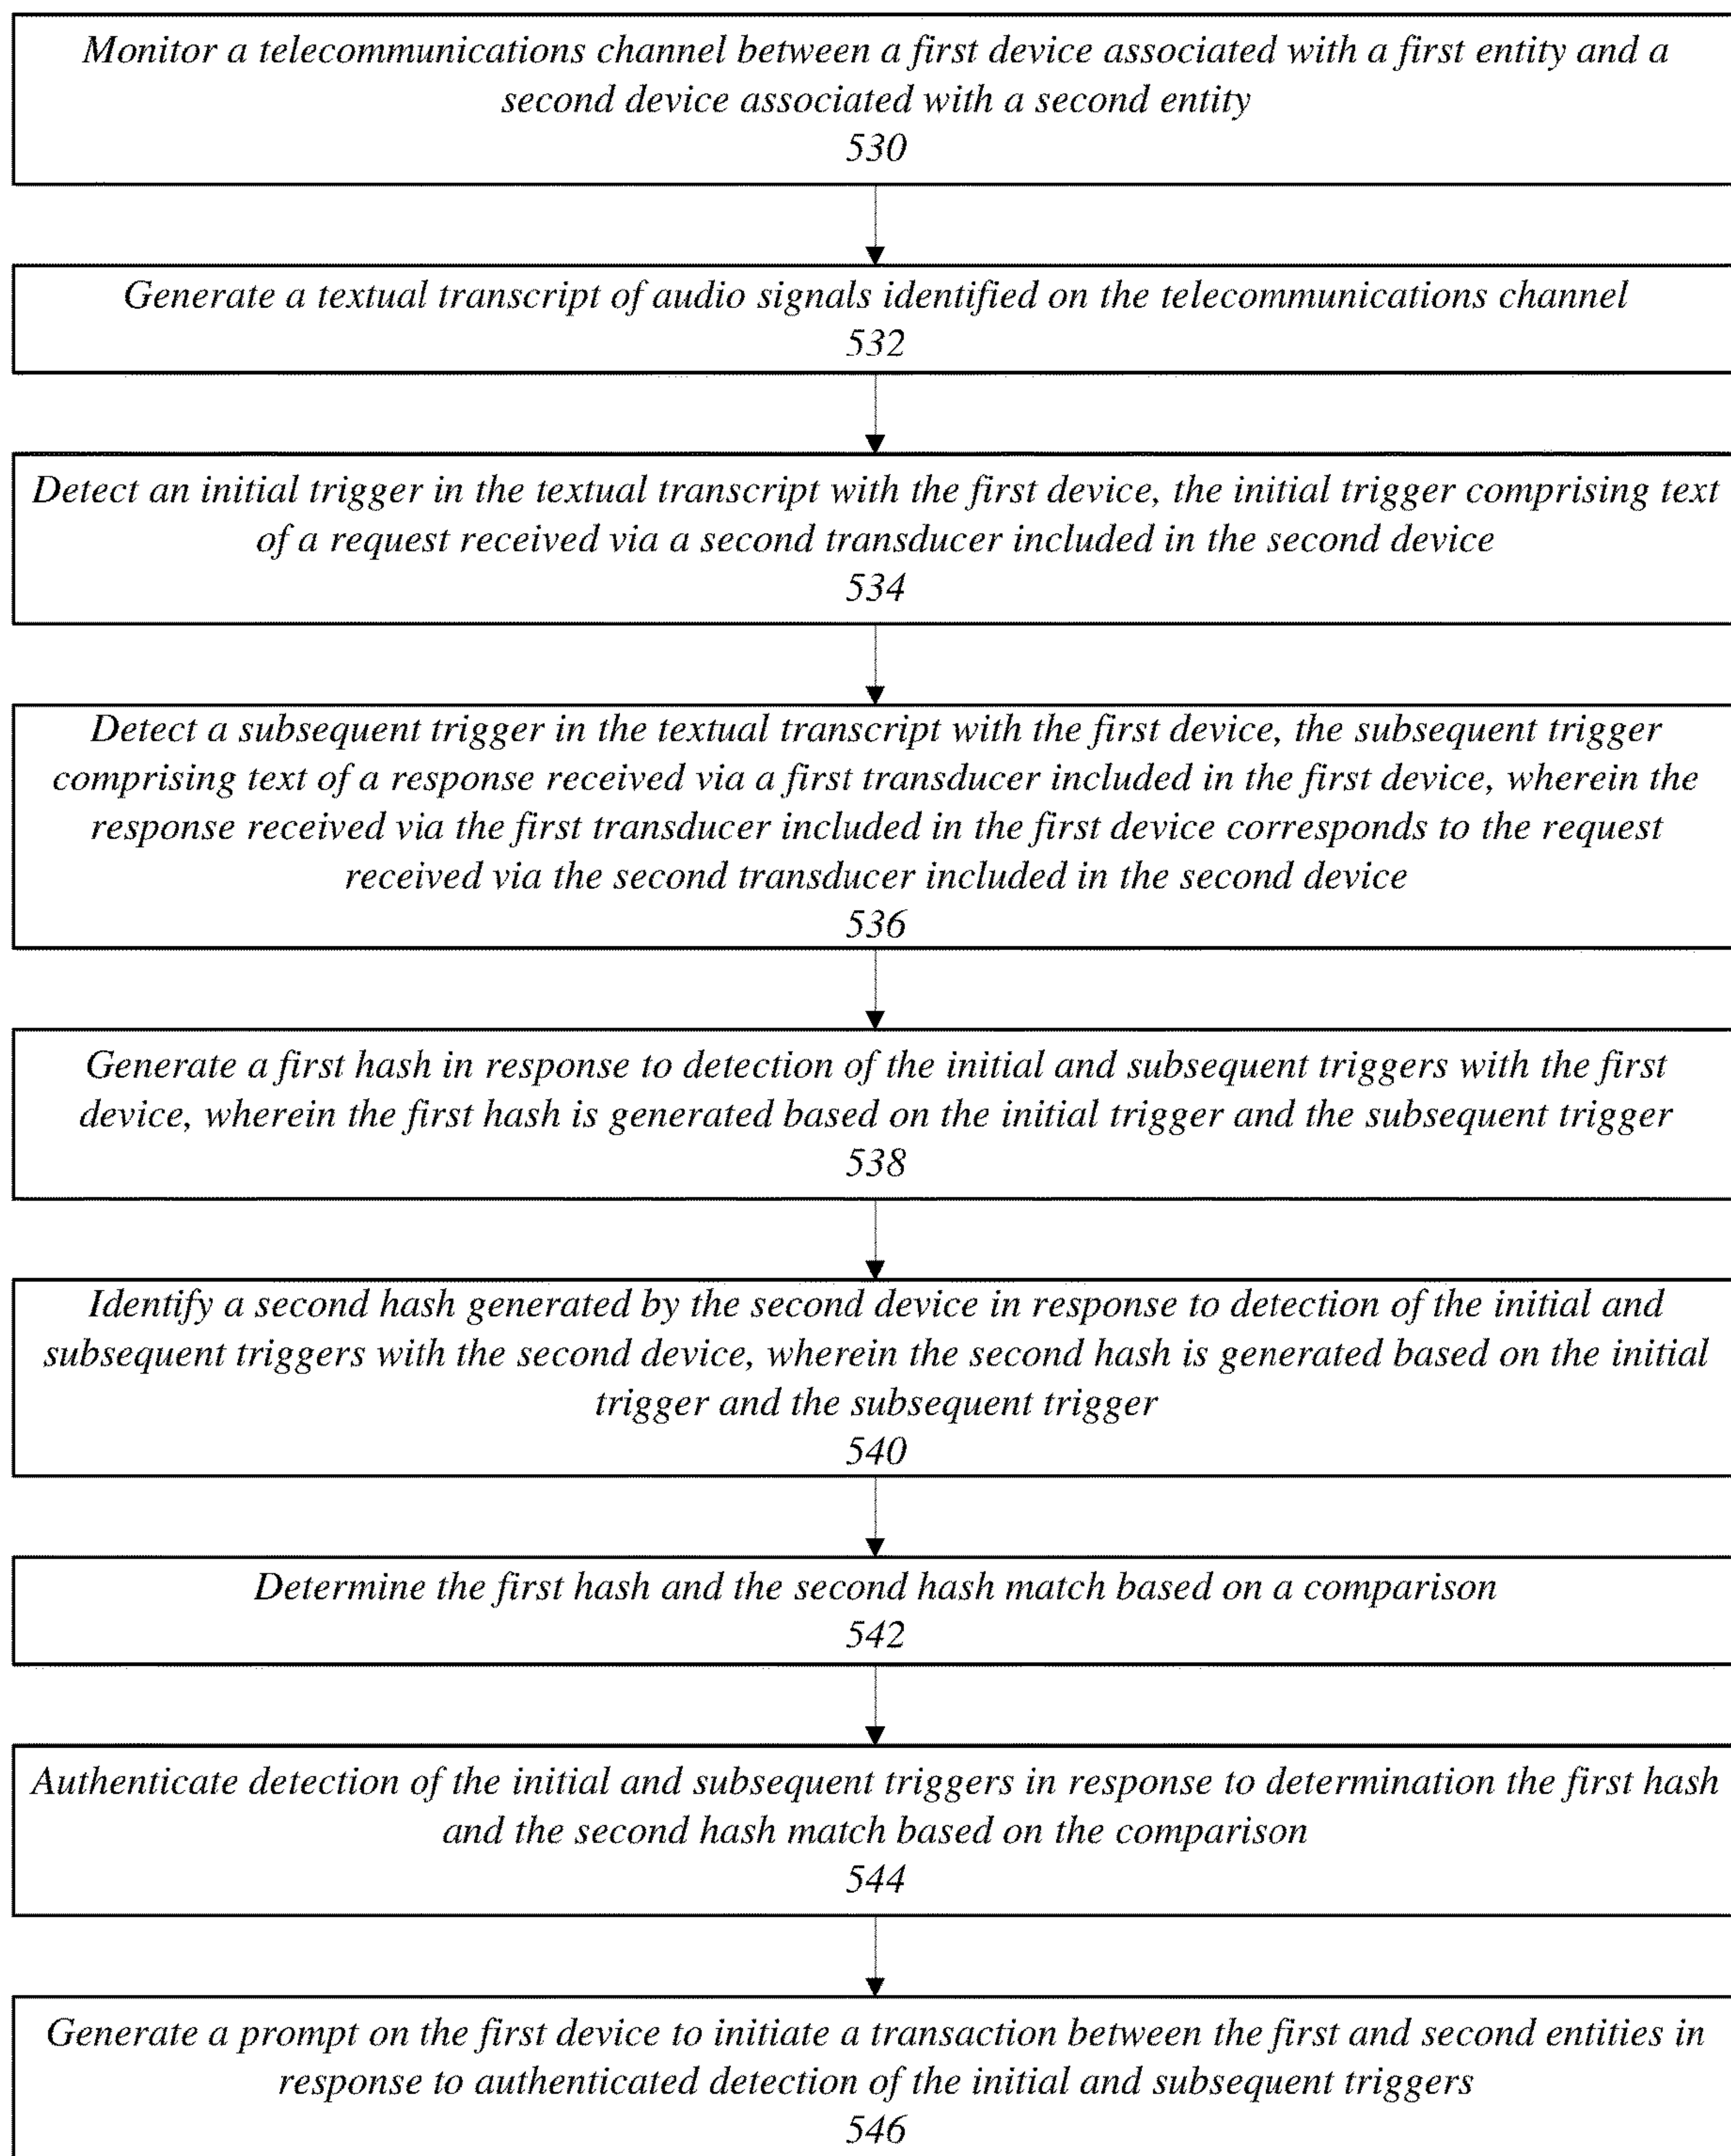 Monitor a telecommunications channel between a first device associated with a first entity and a
second device associated with a second entity
530
Generate a textual transcript of audio signals identified on the telecommunications channel
532
Detect an initial trigger in the textual transcript with the first device, the initial trigger comprising text
of a request received via a second transducer included in the second device
534
Detect a subsequent trigger in the textual transcript with the first device, the subsequent trigger
comprising text of a response received via a first transducer included in the first device, wherein the
response received via the first transducer included in the first device corresponds to the request
received via the second transducer included in the second device
536
Generate a first hash in response to detection of the initial and subsequent triggers with the first
device, wherein the first hash is generated based on the initial trigger and the subsequent trigger
538
Identify a second hash generated by the second device in response to detection of the initial and
subsequent triggers with the second device, wherein the second hash is generated based on the initial
trigger and the subsequent trigger
540
Determine the first hash and the second hash match based on a comparison
542
Authenticate detection of the initial and subsequent triggers in response to determination the first hash
and the second hash match based on the comparison
544
Generate a prompt on the first device to initiate a transaction between the first and second entities in
response to authenticated detection of the initial and subsequent triggers
546